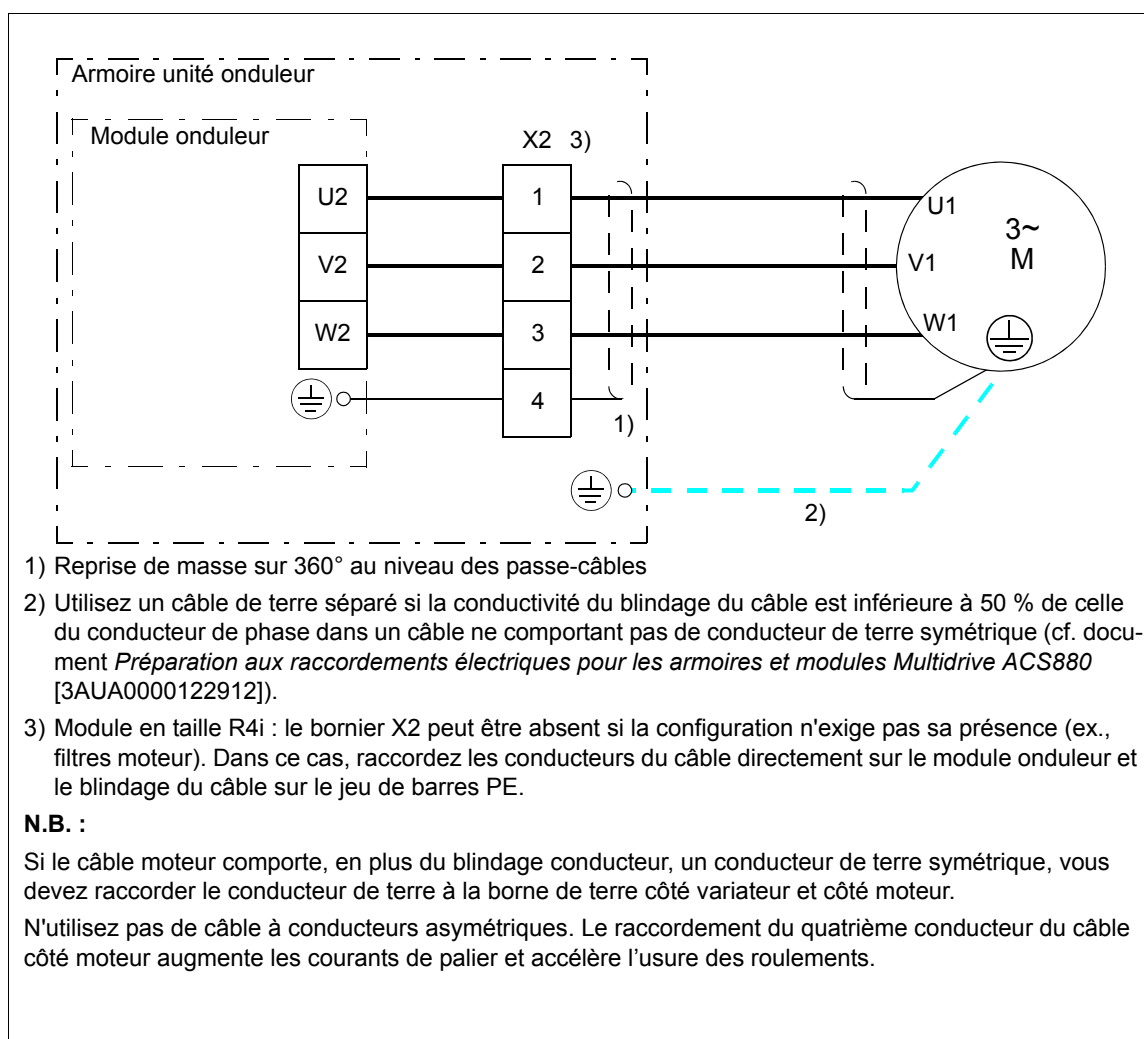 Armoire unité onduleur
Module onduleur
X2 3)
U2 1 U1
3~
V2 2 V1 M
W2 3 W1
4
1)
2)
1) Reprise de masse sur 360° au niveau des passe-câbles
2) Utilisez un câble de terre séparé si la conductivité du blindage du câble est inférieure à 50 % de celle
du conducteur de phase dans un câble ne comportant pas de conducteur de terre symétrique (cf. docu-
ment Préparation aux raccordements électriques pour les armoires et modules Multidrive ACS880
[3AUA0000122912]).
3) Module en taille R4i : le bornier X2 peut être absent si la configuration n'exige pas sa présence (ex.,
filtres moteur). Dans ce cas, raccordez les conducteurs du câble directement sur le module onduleur et
le blindage du câble sur le jeu de barres PE.
N.B. :
Si le câble moteur comporte, en plus du blindage conducteur, un conducteur de terre symétrique, vous
devez raccorder le conducteur de terre à la borne de terre côté variateur et côté moteur.
N'utilisez pas de câble à conducteurs asymétriques. Le raccordement du quatrième conducteur du câble
côté moteur augmente les courants de palier et accélère l’usure des roulements.